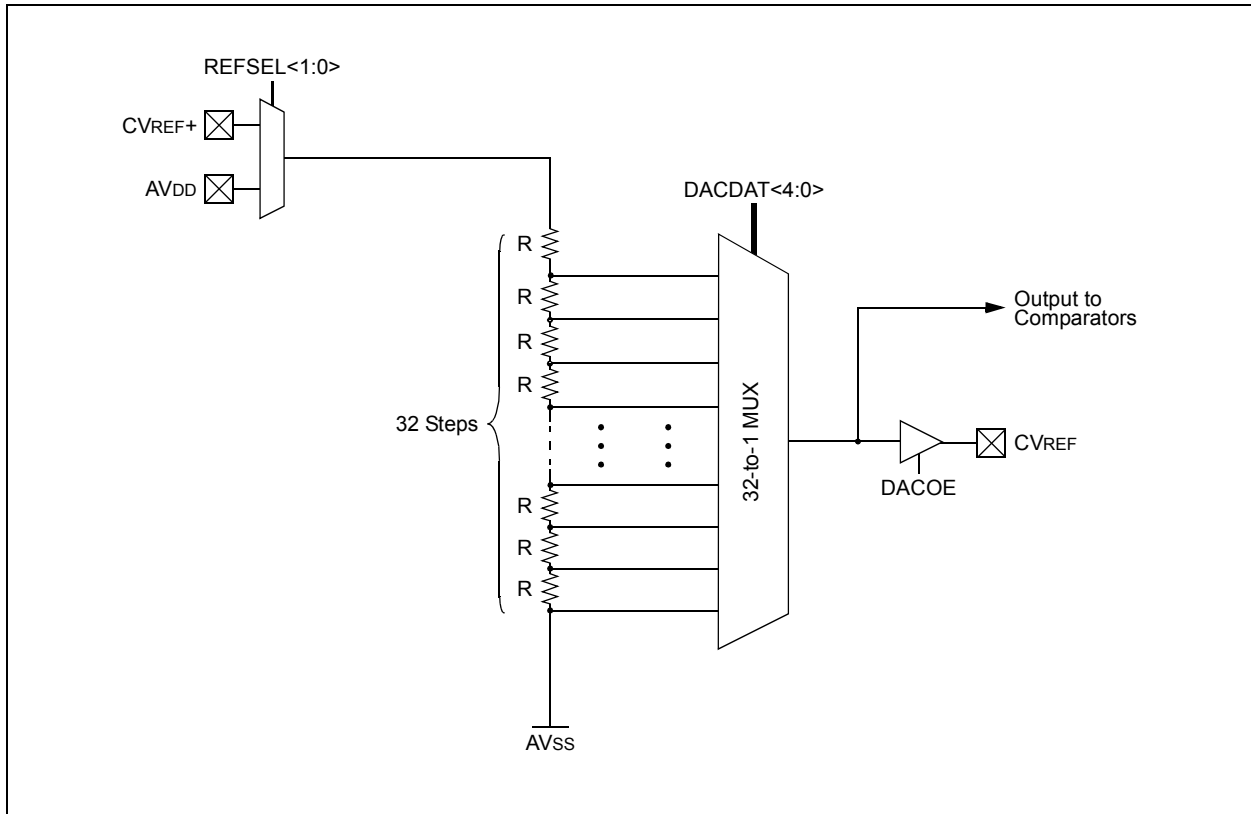 REFSEL<1:0>
CVREF+
AVDD
DACDAT<4:0>
R
R
R
R
32 Steps
R
R
R
32-to-1 MUX
Output to
Comparators
CVREF
DACOE
AVSS